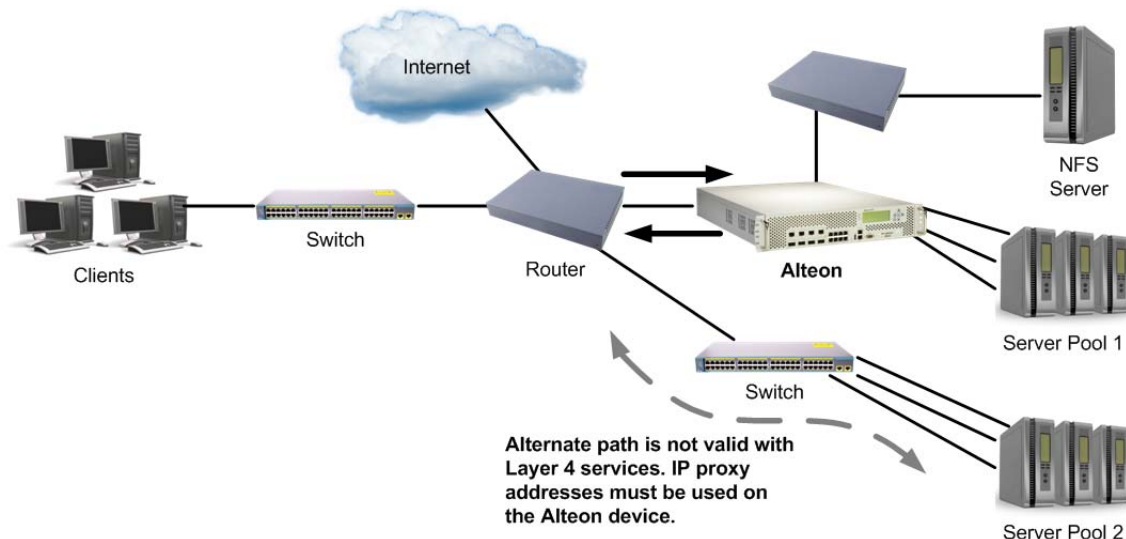 Internet
NFS
Server
Clients
Switch
Router
Alteon
Server Pool 1
Switch
Alternate path is not valid with
Layer 4 services. IP proxy
addresses must be used on
the Alteon device.
Server Pool 2